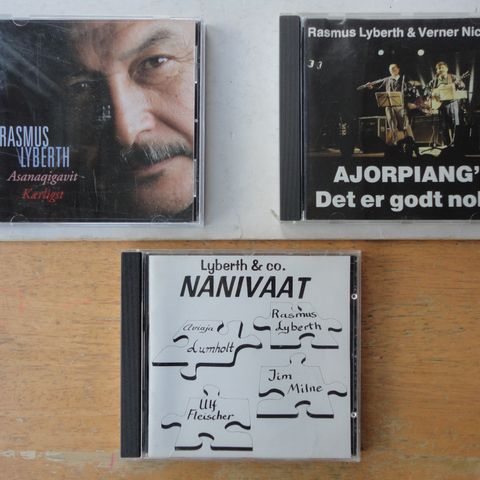 RASMUS
LYBERTH
Asanaqigavit
Kærligst
Rasmus Lyberth & Verner Nic
AJORPIANG'
Det er godt nok
Lyberth & co.
NANIVAAT
Aviaja
Lumholt
Rasmus
Lyberth
Ulf
Fleischer
Jim
Milne